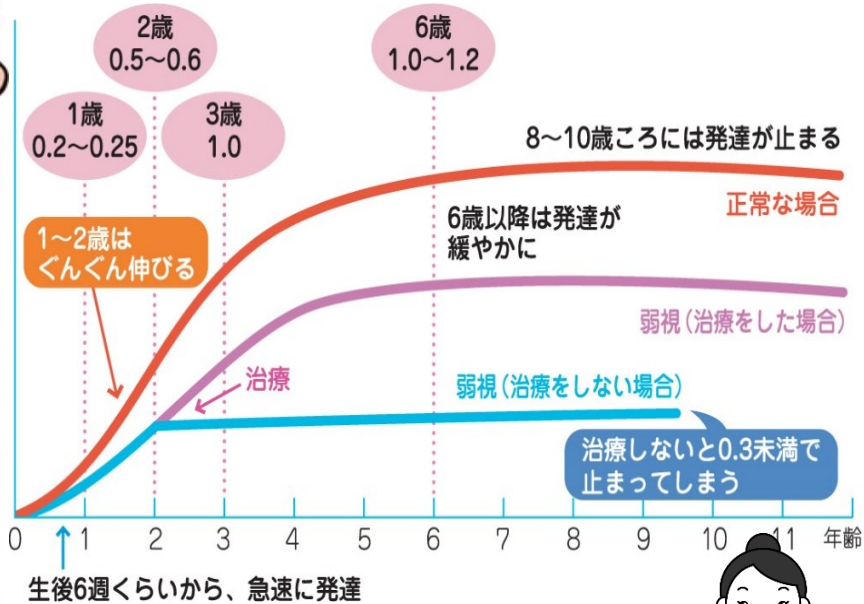 2歳
0.5〜0.6
6歳
1.0〜1.2
1歳
0.2〜0.25
3歳
1.0
8〜10歳ころには発達が止まる
正常な場合
6歳以降は発達が
緩やかに
1〜2歳は
ぐんぐん伸びる
弱視（治療をした場合）
治療
弱視（治療をしない場合）
治療しないと0.3未満で
止まってしまう
0 1 2 3 4 5 6 7 8 9 10 11 年齢
生後6週くらいから、急速に発達